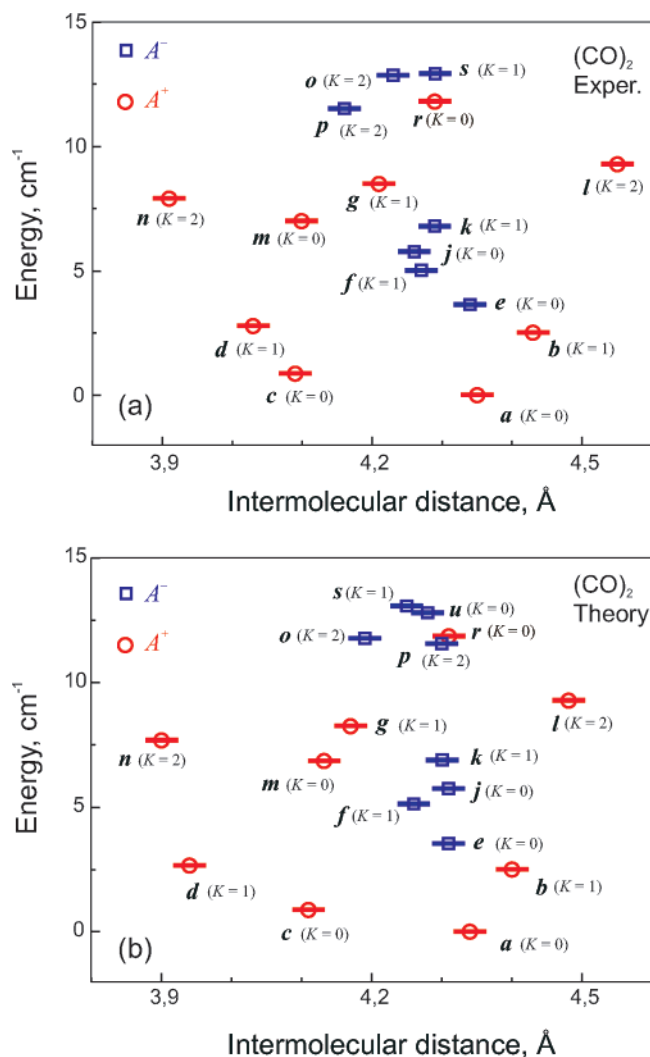 15
A⁻
A⁺
(CO)₂
Exper.
o (K=2)
s (K=1)
p (K=2)
r (K=0)
10
l (K=2)
g (K=1)
n (K=2)
m (K=0)
k (K=1)
j (K=0)
5
f (K=1)
e (K=0)
d (K=1)
b (K=1)
c (K=0)
a (K=0)
0
(a)
Energy, cm⁻¹
3,9
4,2
4,5
Intermolecular distance, Å
15
A⁻
A⁺
(CO)₂
Theory
s (K=1)
u (K=0)
o (K=2)
r (K=0)
p (K=2)
10
l (K=2)
g (K=1)
n (K=2)
m (K=0)
k (K=1)
j (K=0)
5
f (K=1)
e (K=0)
d (K=1)
b (K=1)
c (K=0)
a (K=0)
0
(b)
Energy, cm⁻¹
3,9
4,2
4,5
Intermolecular distance, Å